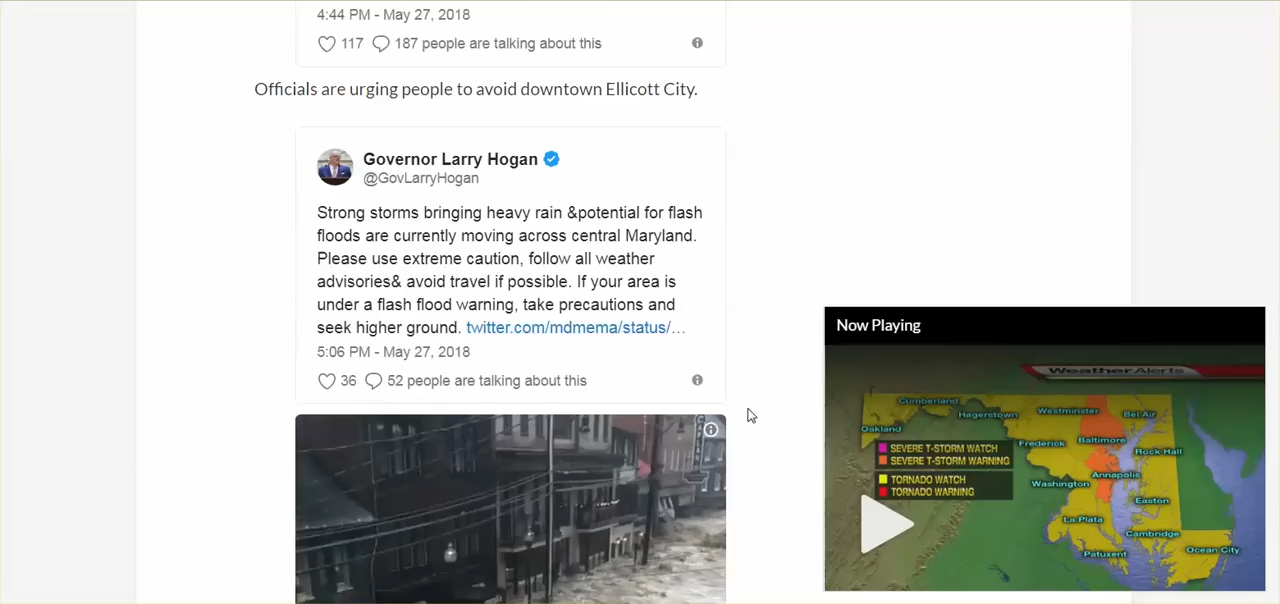 4:44 PM - May 27, 2018
117 187 people are talking about this
Officials are urging people to avoid downtown Ellicott City.
Governor Larry Hogan
@GovLarryHogan
Strong storms bringing heavy rain &potential for flash
floods are currently moving across central Maryland.
Please use extreme caution, follow all weather
advisories& avoid travel if possible. If your area is
under a flash flood warning, take precautions and
seek higher ground. twitter.com/mdmema/status/…
5:06 PM - May 27, 2018
36 52 people are talking about this
Now Playing
Weather Alerts
Cumberland
Hagerstown
Westminster
Bel Air
Oakland
Frederick
Baltimore
Rock Hall
SEVERE T-STORM WATCH
SEVERE T-STORM WARNING
Annapolis
Washington
TORNADO WATCH
TORNADO WARNING
Easton
La Plata
Cambridge
Patuxent
Ocean City